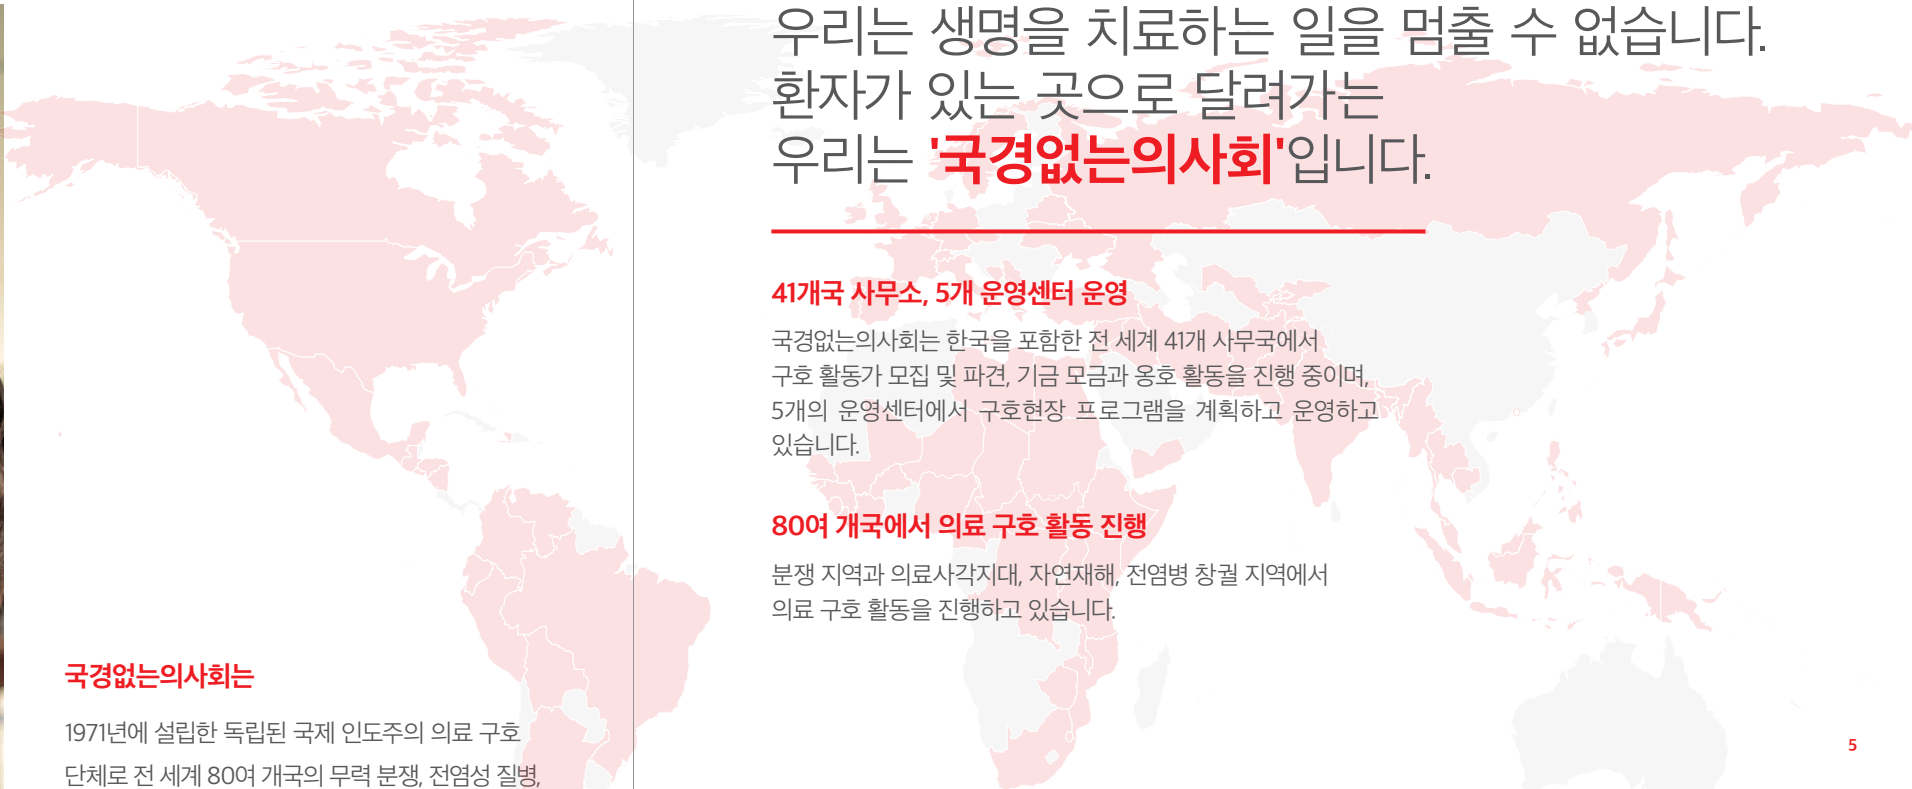 우리는 생명을 치료하는 일을 멈출 수 없습니다.
환자가 있는 곳으로 달려가는
우리는 '국경없는의사회'입니다.
41개국 사무소, 5개 운영센터 운영
국경없는의사회는 한국을 포함한 전 세계 41개 사무국에서
구호 활동가 모집 및 파견, 기금 모금과 옹호 활동을 진행 중이며,
5개의 운영센터에서 구호현장 프로그램을 계획하고 운영하고
있습니다.
80여 개국에서 의료 구호 활동 진행
분쟁 지역과 의료사각지대, 자연재해, 전염병 창궐 지역에서
의료 구호 활동을 진행하고 있습니다.
국경없는의사회는
1971년에 설립한 독립된 국제 인도주의 의료 구호
단체로 전 세계 80여 개국의 무력 분쟁, 전염성 질병,
5